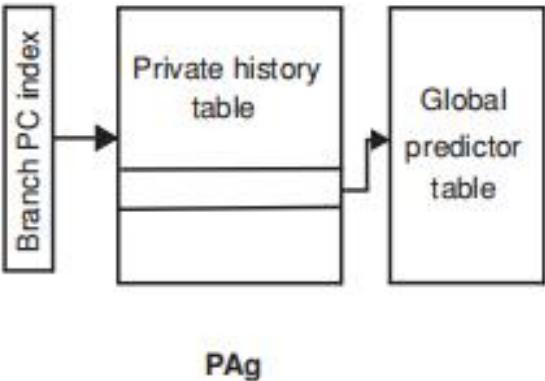 Branch PC index
Private history
table
Global
predictor
table
PAg